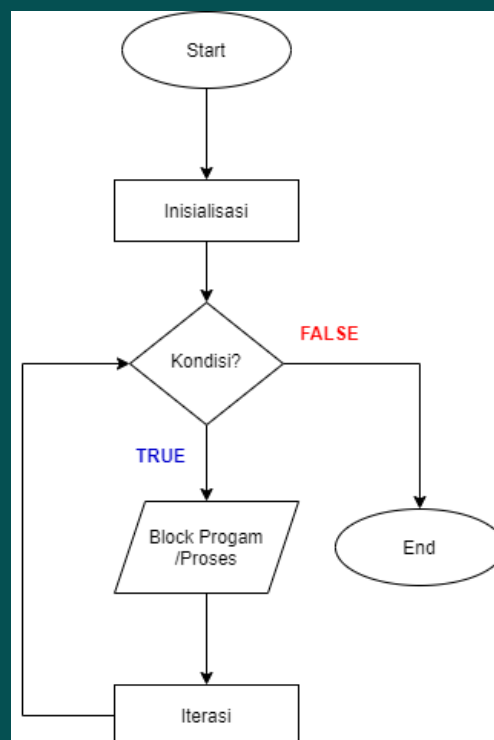 Start
Inisialisasi
Kondisi?
FALSE
TRUE
Block Progam
/Proses
End
Iterasi